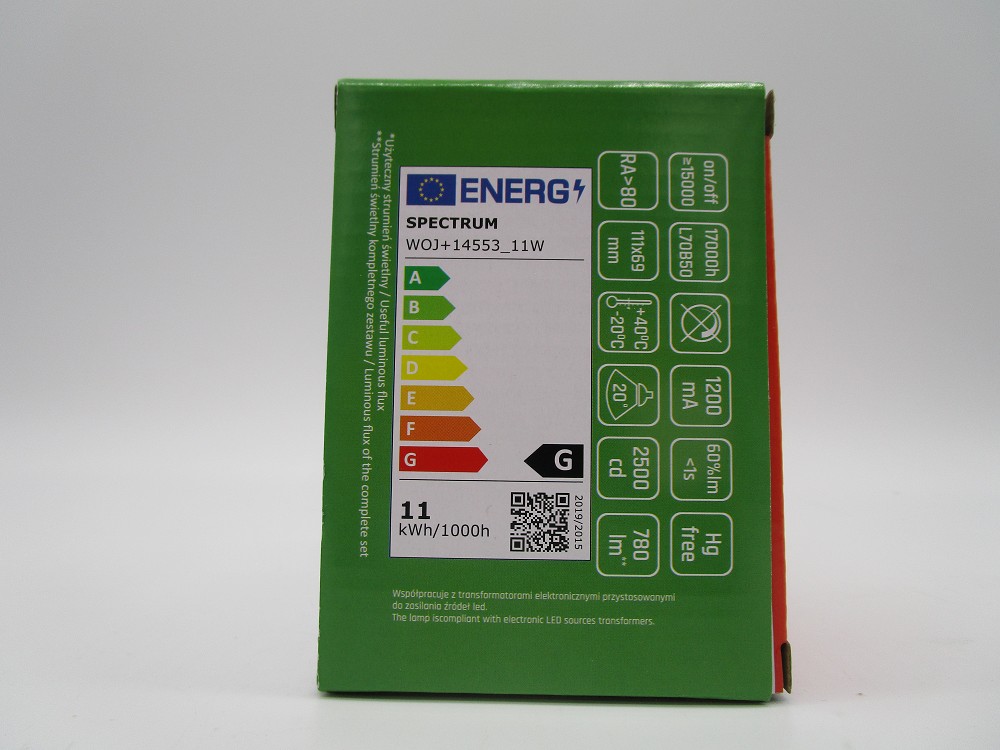 *Użyteczny strumień świetlny / Useful luminous flux
**Strumień świetlny kompletnego zestawu / Luminous flux of the complete set
ENERG
SPECTRUM
WOJ+14553_11W
A
B
C
D
E
F
G
G
11
kWh/1000h
2019/2015
RA>80
on/off
≥15000
111x69
mm
17000h
L70B50
+40°C
-20°C
20°
1200
mA
2500
cd
60%lm
<1s
780
lm**
Hg
free
Współpracuje z transformatorami elektronicznymi przystosowanymi
do zasilania źródeł led.
The lamp iscompliant with electronic LED sources transformers.